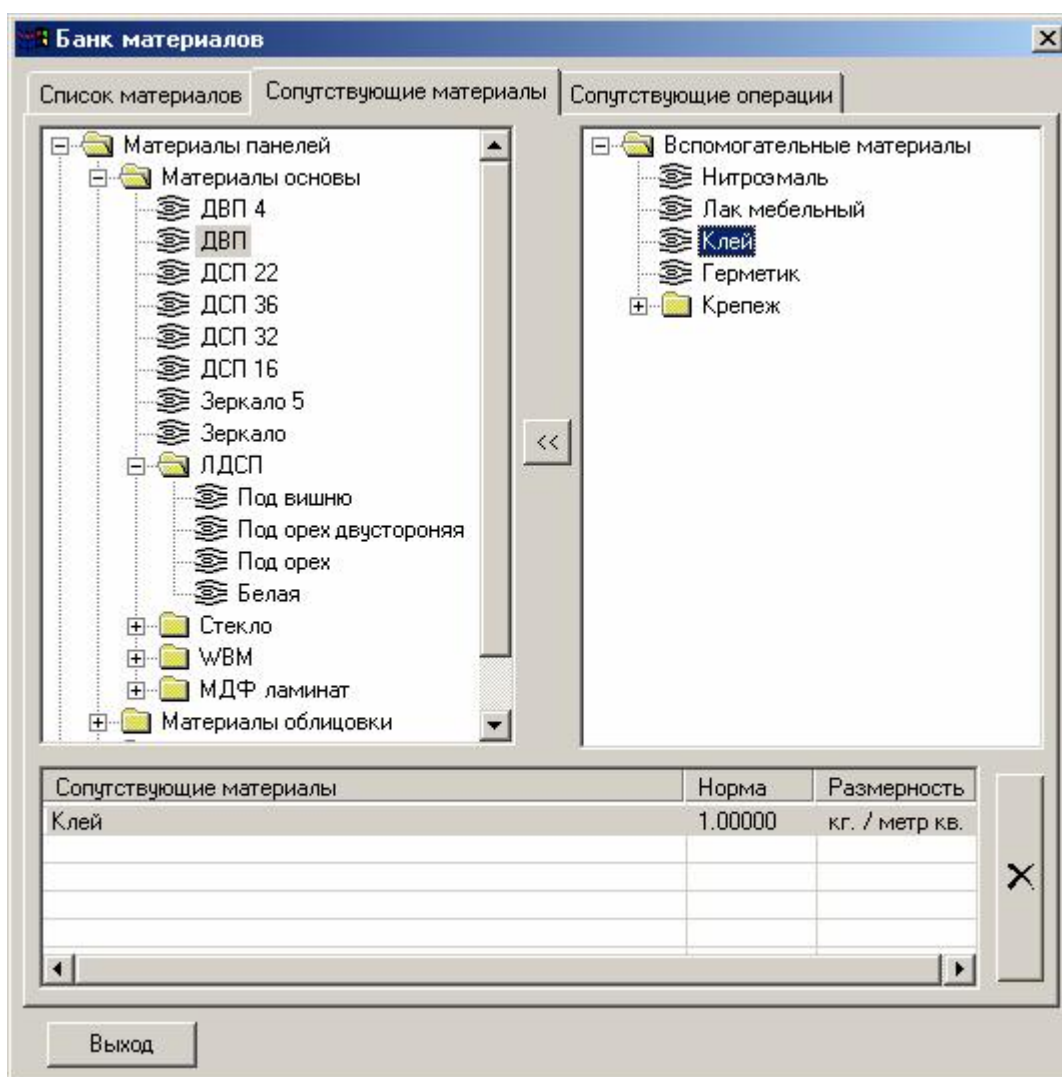 Банк материалов
Список материалов Сопутствующие материалы Сопутствующие операции
Материалы панелей
Материалы основы
ДВП 4
ДВП
ДСП 22
ДСП 36
ДСП 32
ДСП 16
Зеркало 5
Зеркало
ЛДСП
Под вишню
Под орех двустороняя
Под орех
Белая
Стекло
WBM
МДФ ламинат
Материалы облицовки
<<
Вспомогательные материалы
Нитроэмаль
Лак мебельный
Клей
Герметик
Крепеж
Сопутствующие материалы Норма Размерность
Клей 1.00000 кг. / метр кв.
Выход